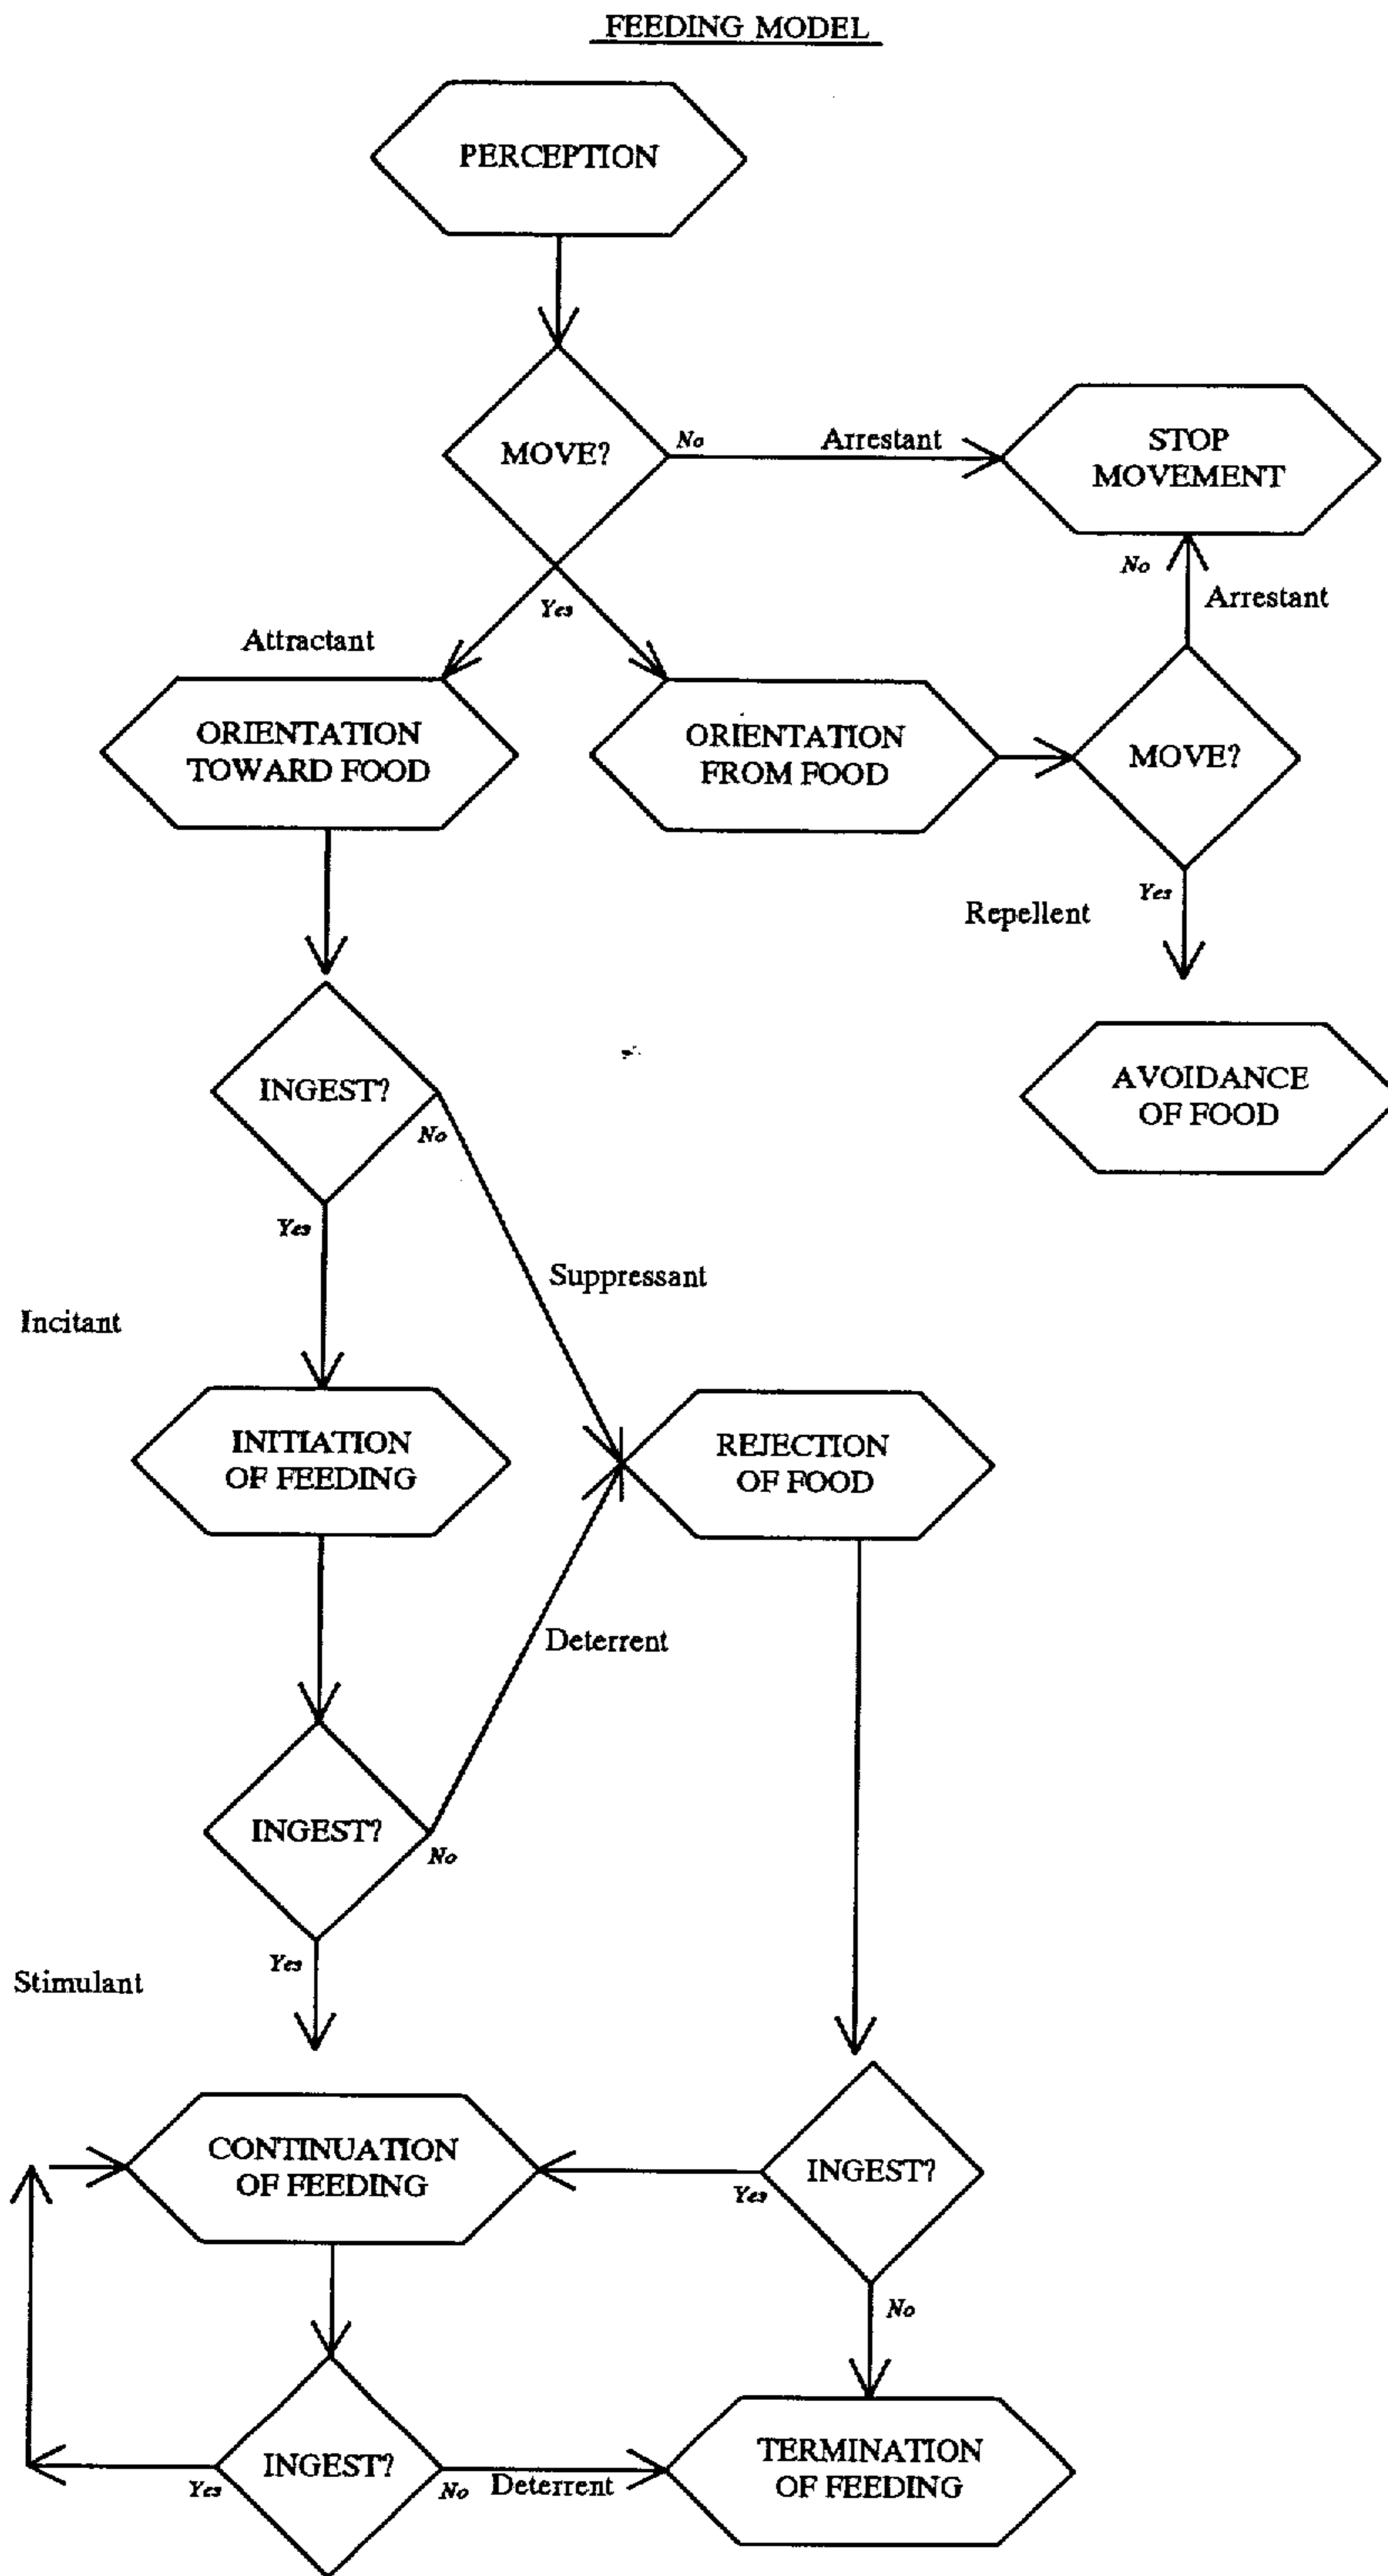 FEEDING MODEL
PERCEPTION
MOVE?
No
Arrestant
STOP
MOVEMENT
Yes
No
Arrestant
Attractant
ORIENTATION
TOWARD FOOD
ORIENTATION
FROM FOOD
MOVE?
Yes
Repellent
INGEST?
No
AVOIDANCE
OF FOOD
Yes
Suppressant
Incitant
INITIATION
OF FEEDING
REJECTION
OF FOOD
Deterrent
INGEST?
No
Yes
Stimulant
CONTINUATION
OF FEEDING
INGEST?
Yes
No
INGEST?
Yes
No
Deterrent
TERMINATION
OF FEEDING